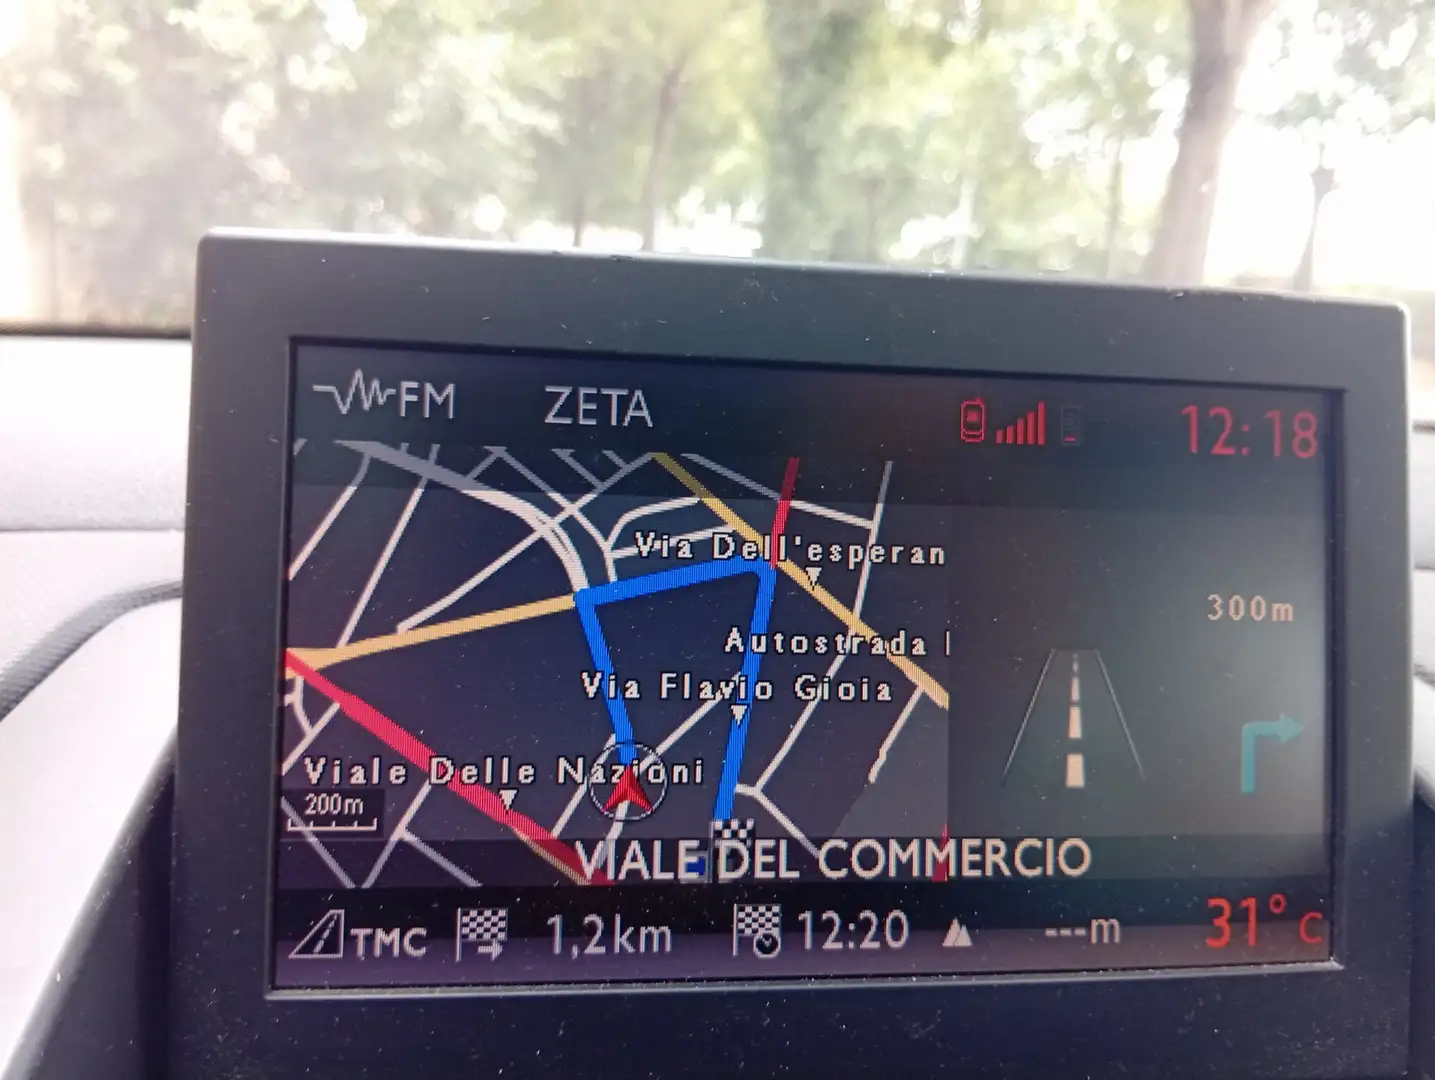 FM ZETA 12:18
Via Dell'esperan
300m
Autostrada
Via Flavio Gioia
Viale Delle Nazioni
200m
VIALE DEL COMMERCIO
TMC 1,2km 12:20 ---m 31° C